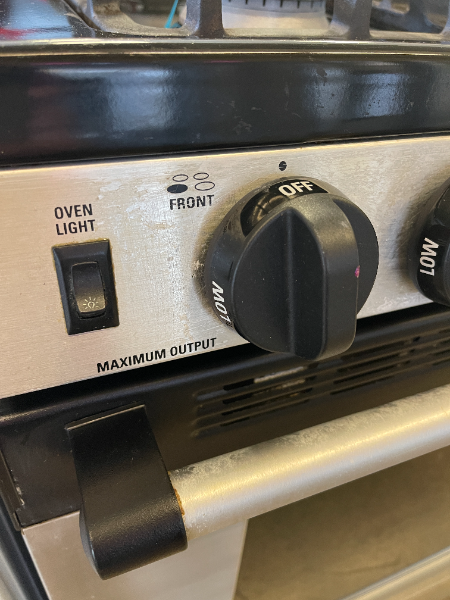 OVEN
LIGHT
FRONT
OFF
LOW
LOW
MAXIMUM OUTPUT